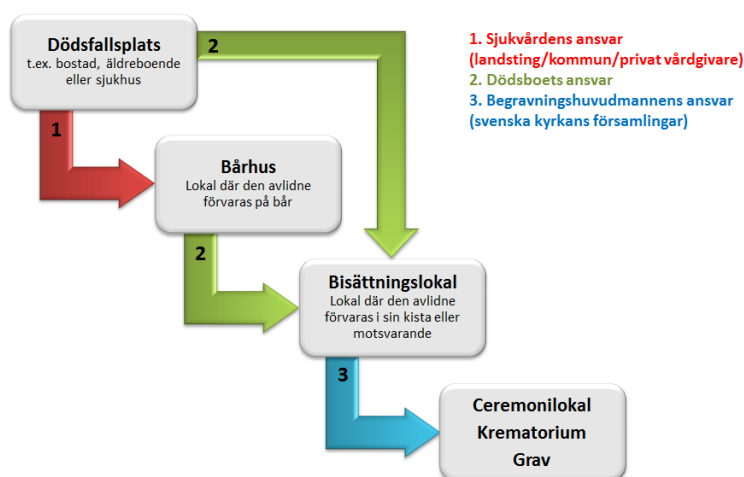 Dödsfallsplats
t.ex. bostad, äldreboende
eller sjukhus
2
1. Sjukvårdens ansvar
(landsting/kommun/privat vårdgivare)
2. Dödsboets ansvar
3. Begravningshuvudmannens ansvar
(svenska kyrkans församlingar)
1
Bårhus
Lokal där den avlidne
förvaras på bår
2
Bisättningslokal
Lokal där den avlidne
förvaras i sin kista eller
motsvarande
3
Ceremonilokal
Krematorium
Grav